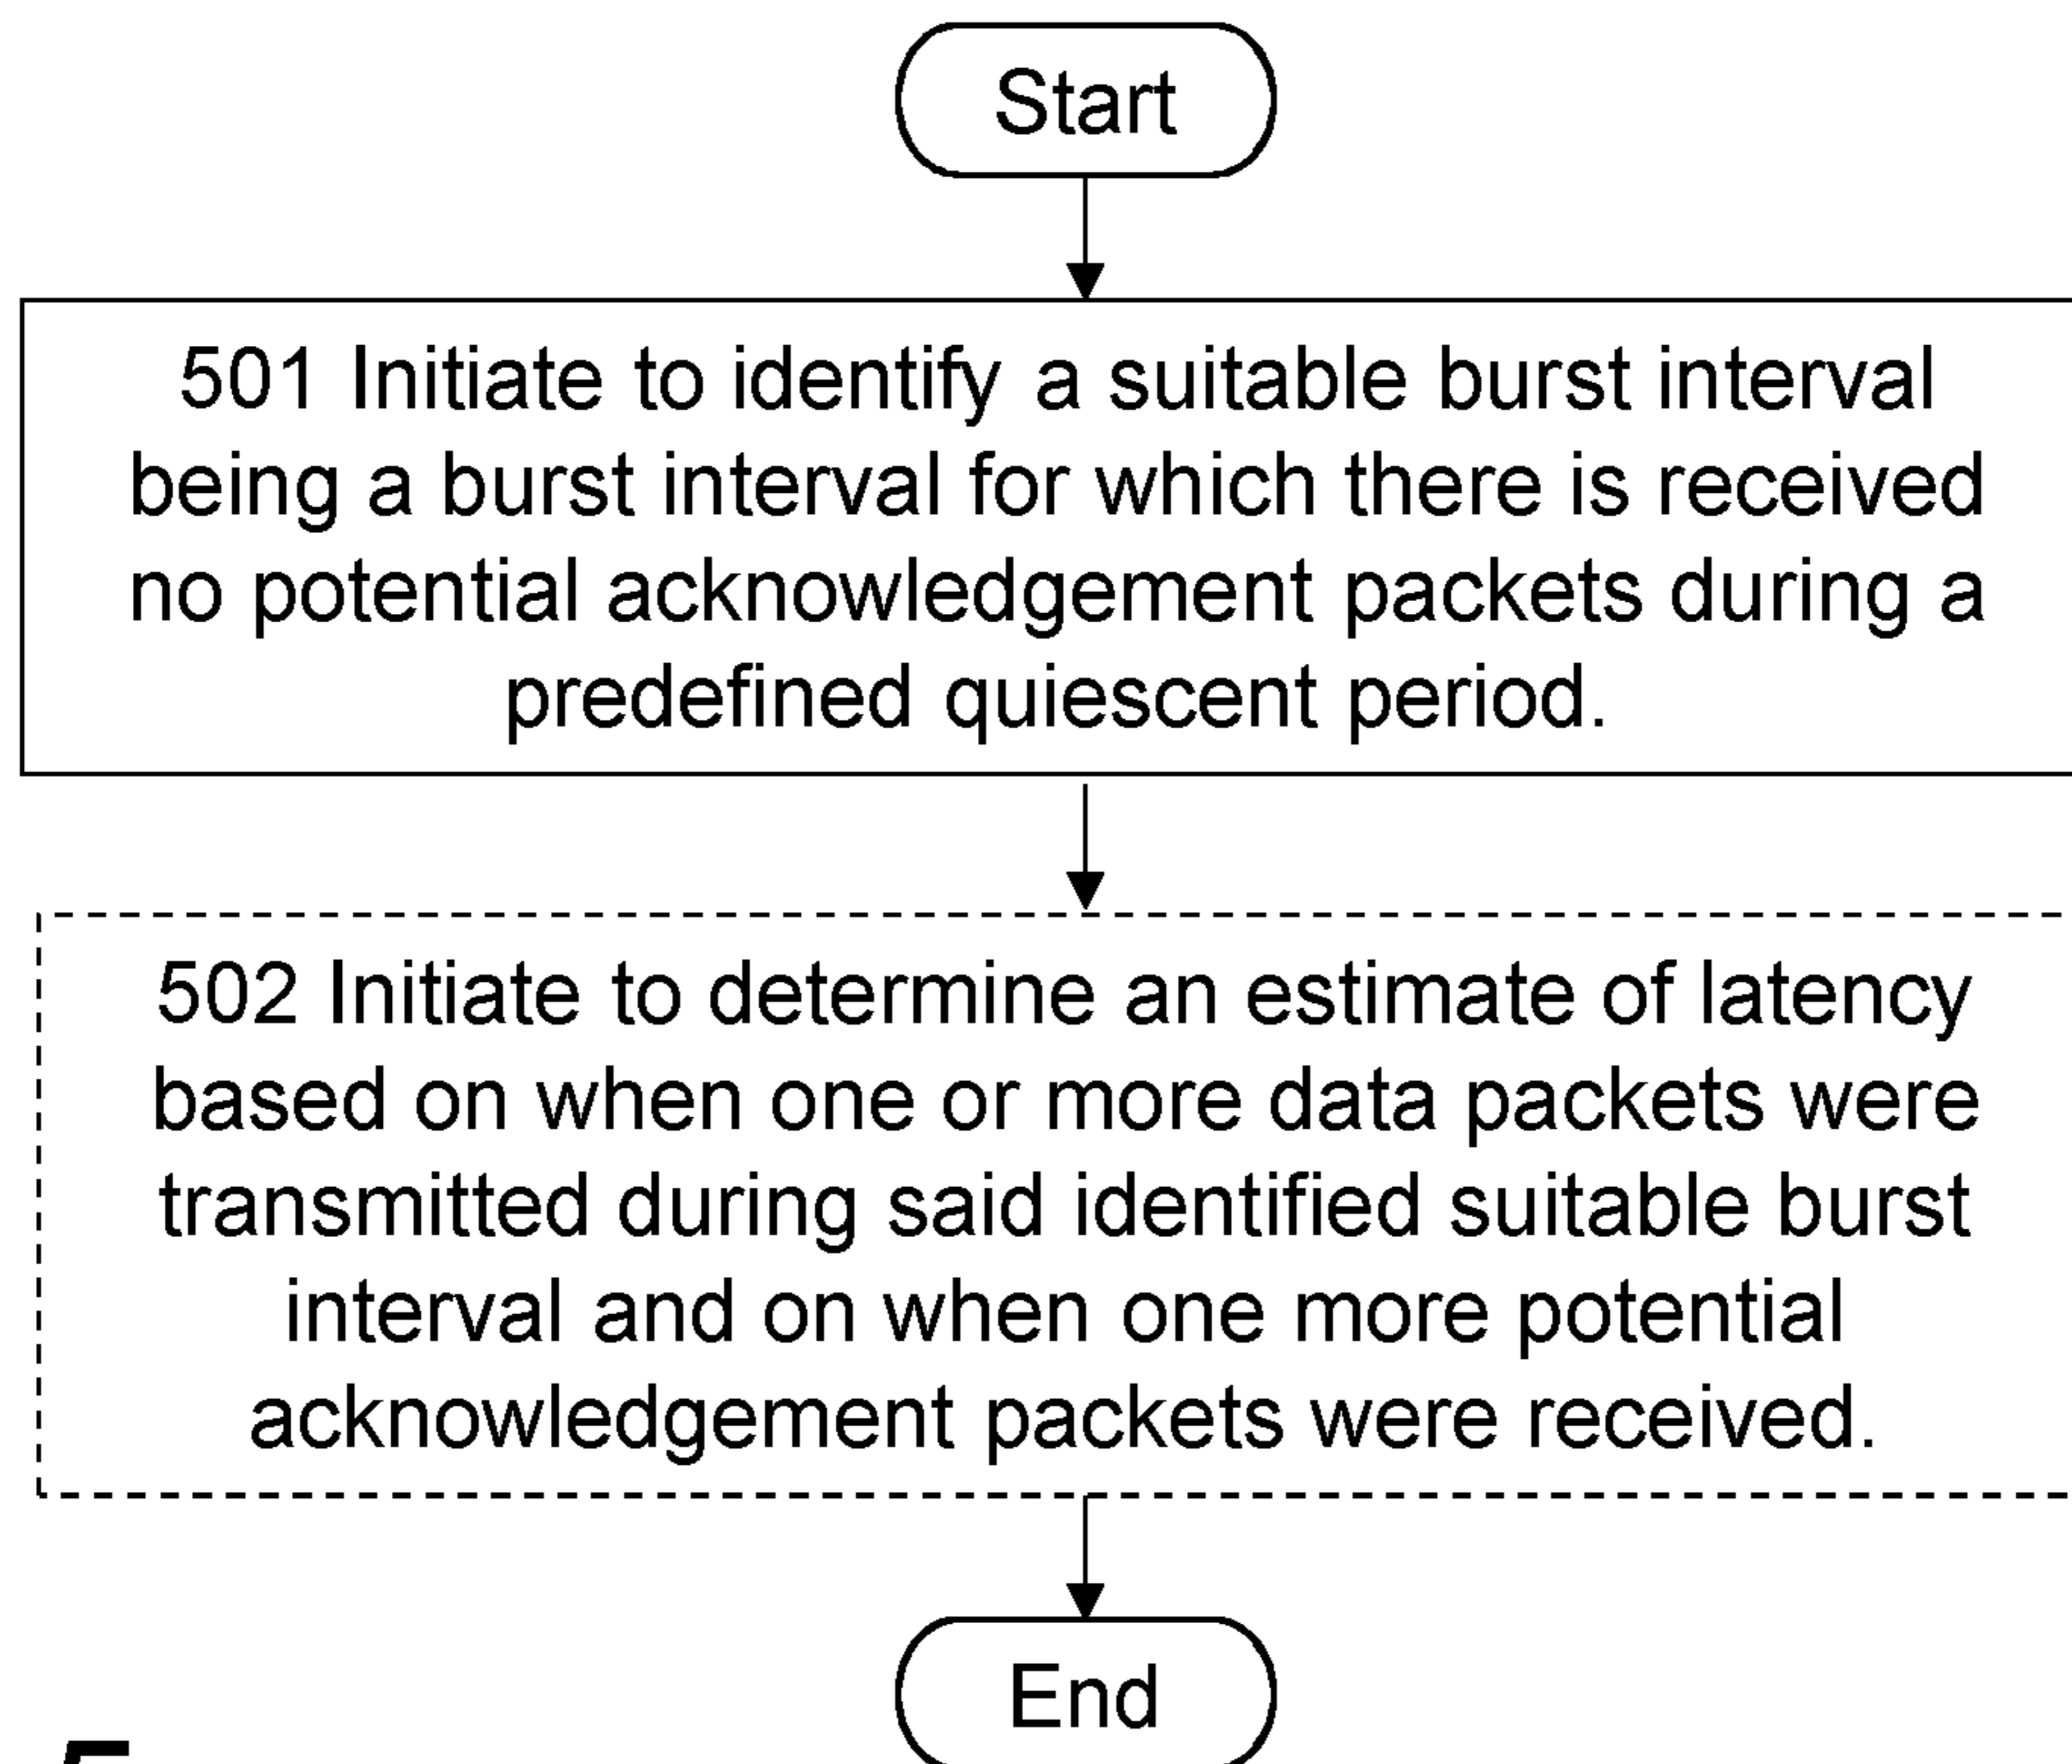 Start
501 Initiate to identify a suitable burst interval
being a burst interval for which there is received
no potential acknowledgement packets during a
predefined quiescent period.
502 Initiate to determine an estimate of latency
based on when one or more data packets were
transmitted during said identified suitable burst
interval and on when one more potential
acknowledgement packets were received.
End